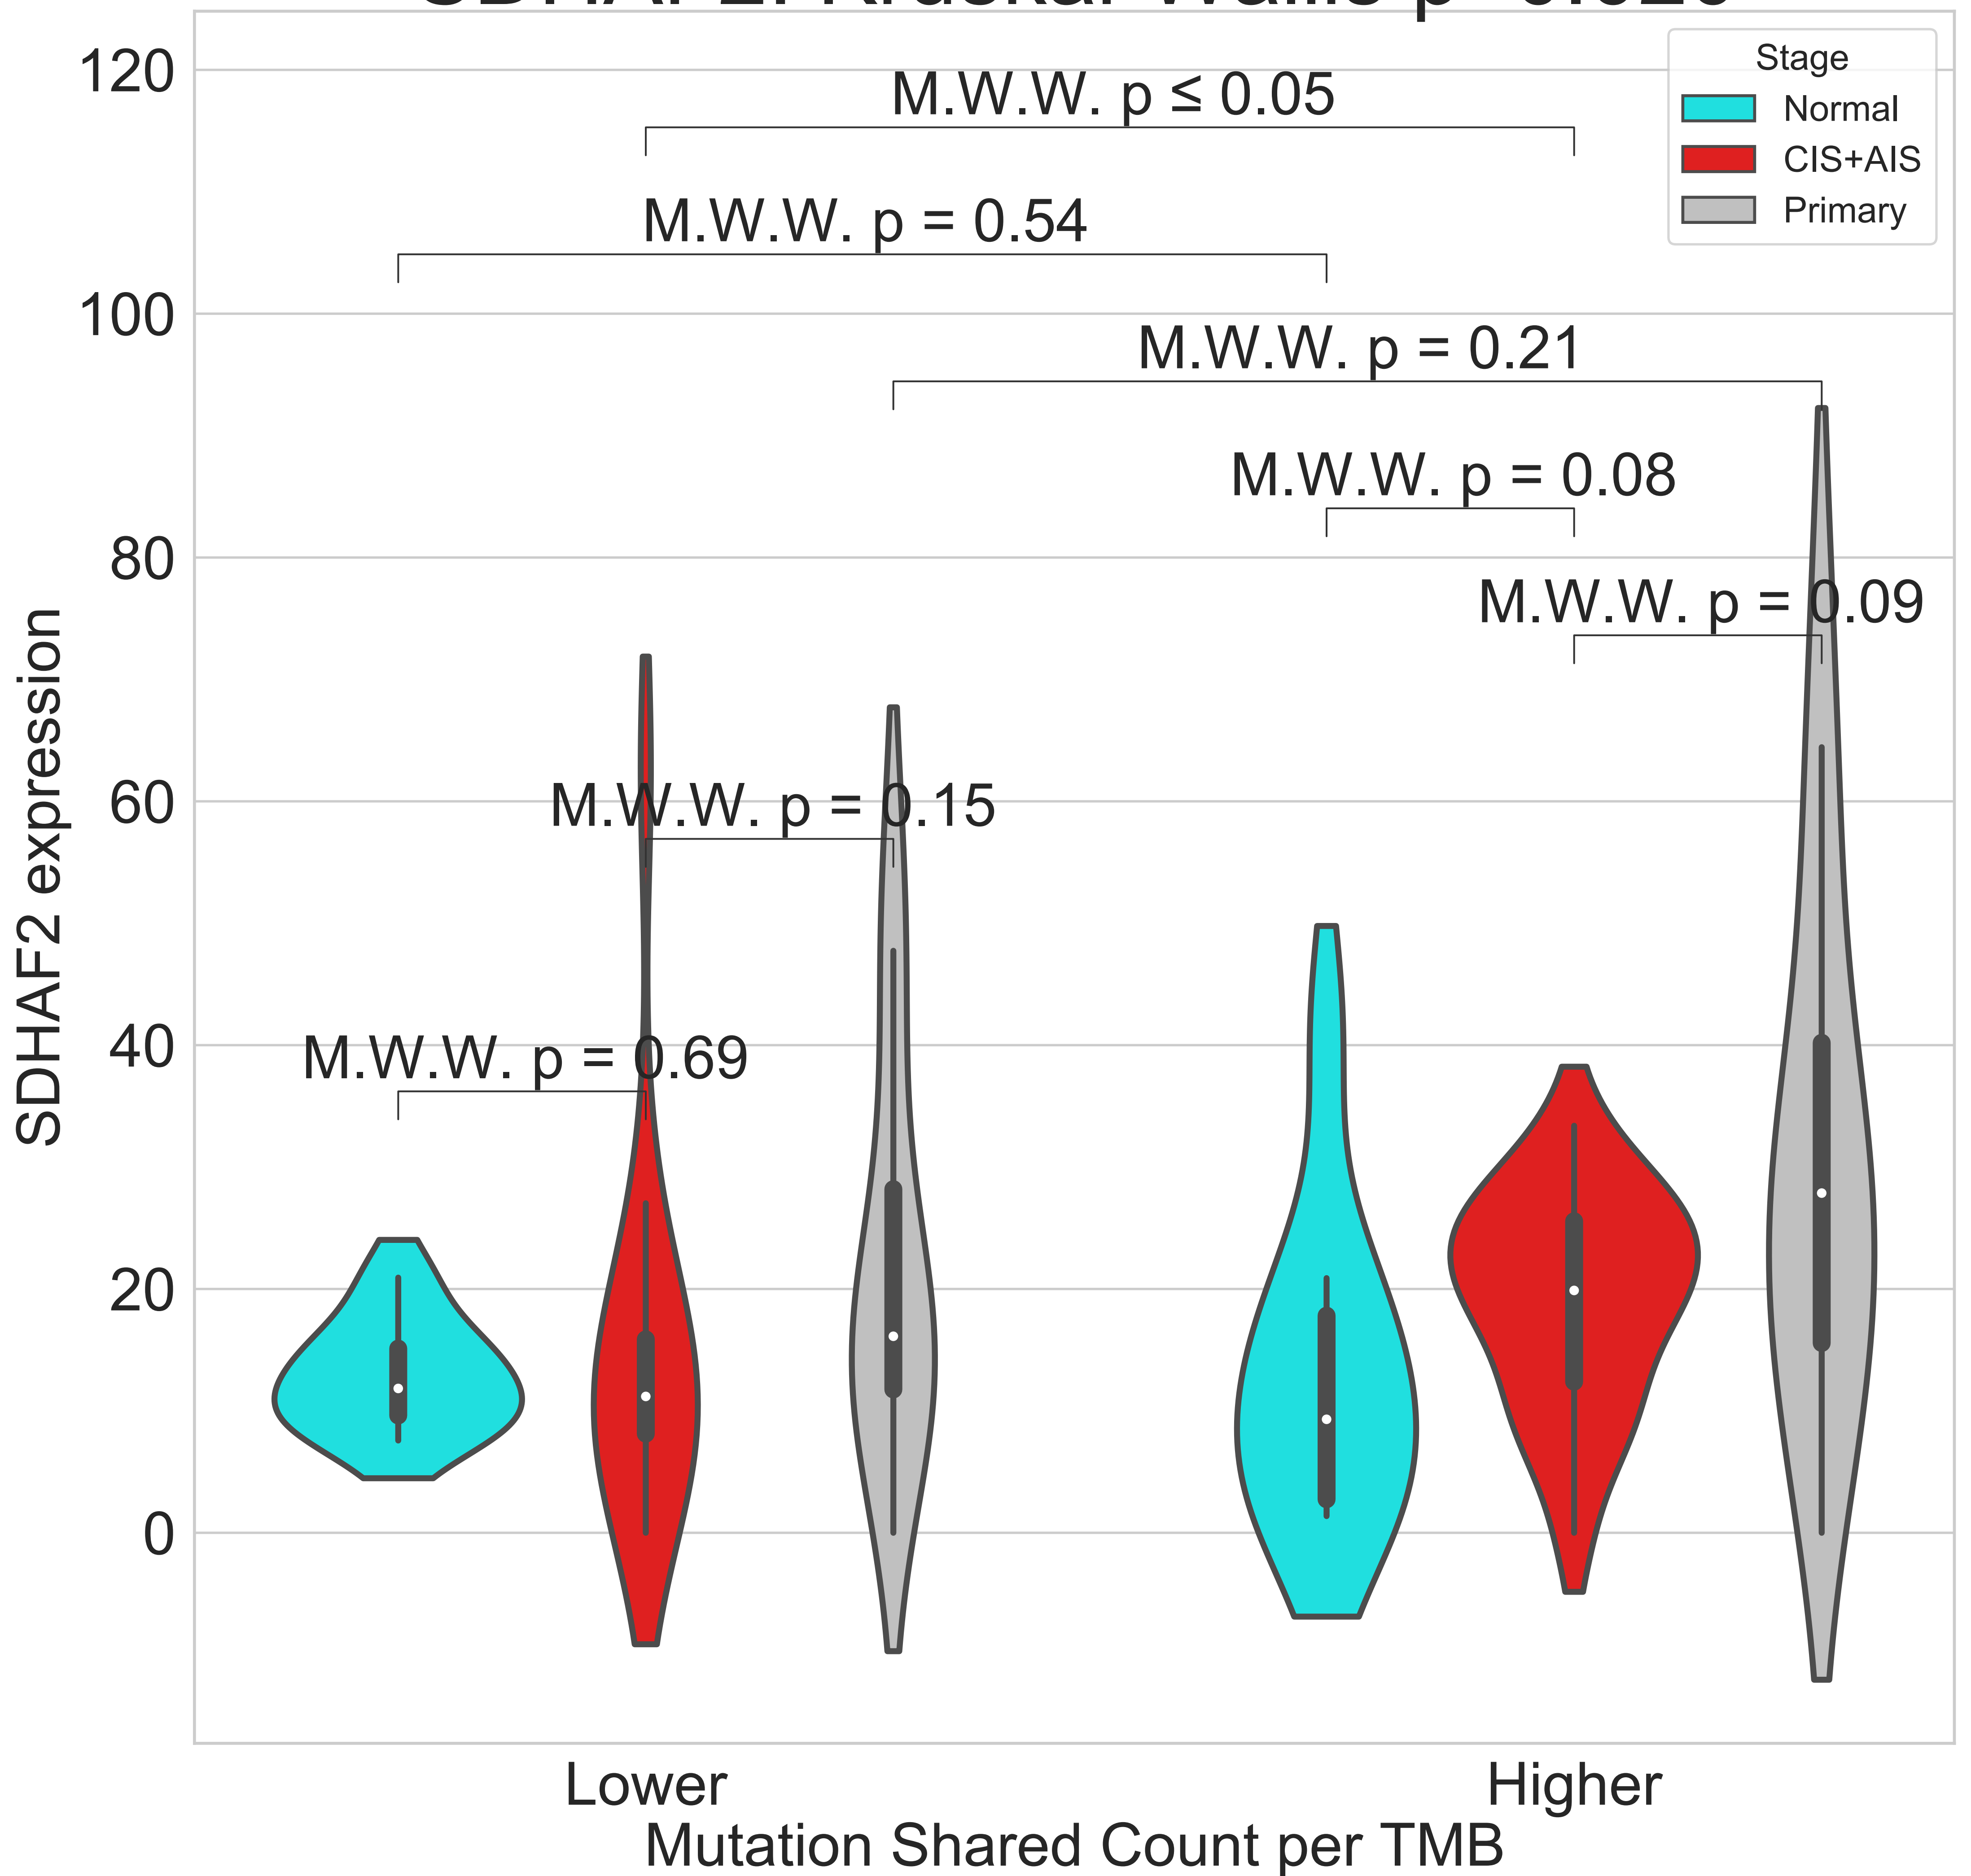 120
M.W.W. p ≤ 0.05
Stage
Normal
CIS+AIS
Primary
M.W.W. p = 0.54
100
M.W.W. p = 0.21
M.W.W. p = 0.08
80
M.W.W. p = 0.09
60
M.W.W. p = 0.15
SDHAF2 expression
40
M.W.W. p = 0.69
20
0
Lower
Higher
Mutation Shared Count per TMB